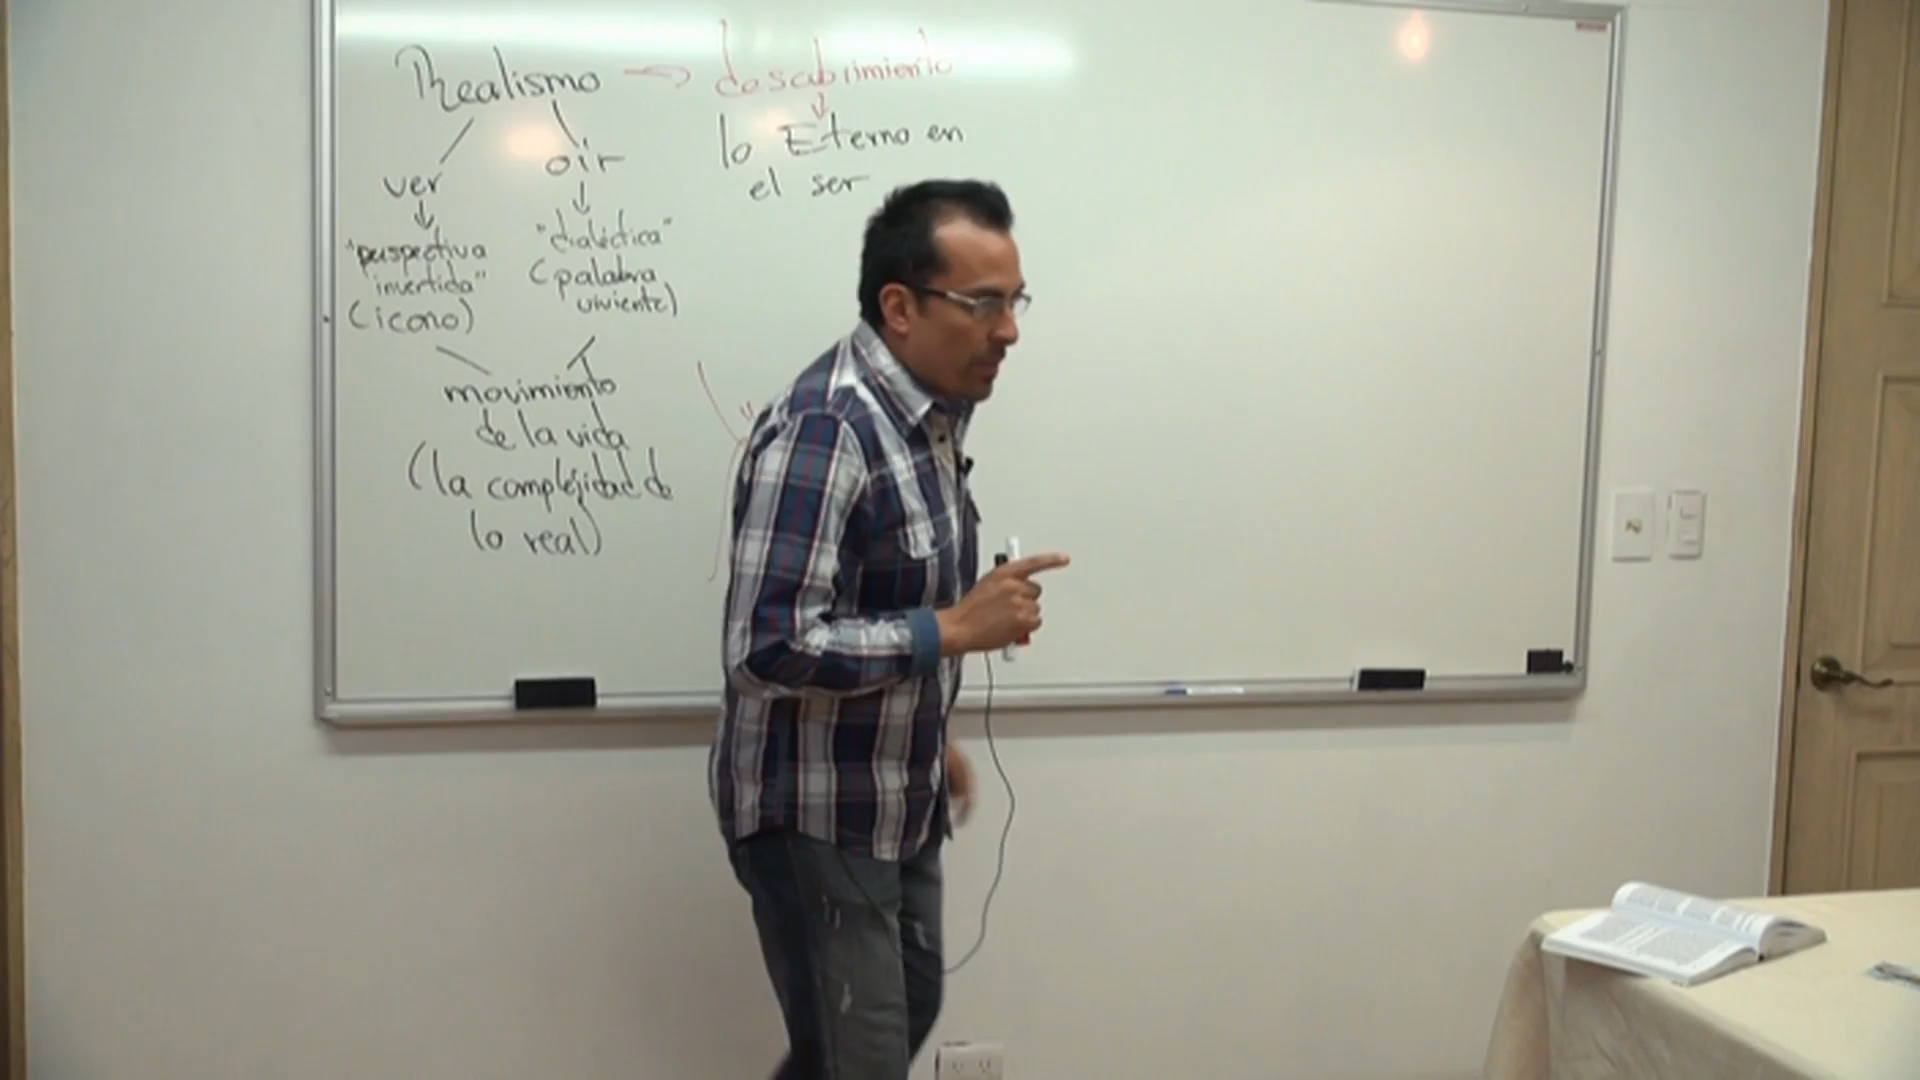 Realismo → descubrimiento
lo Eterno en
el ser
ver
"perspectiva
invertida"
(icono)
oir
"dialéctica"
(palabra
viviente)
movimiento
de la vida
(la complejidad de
lo real)